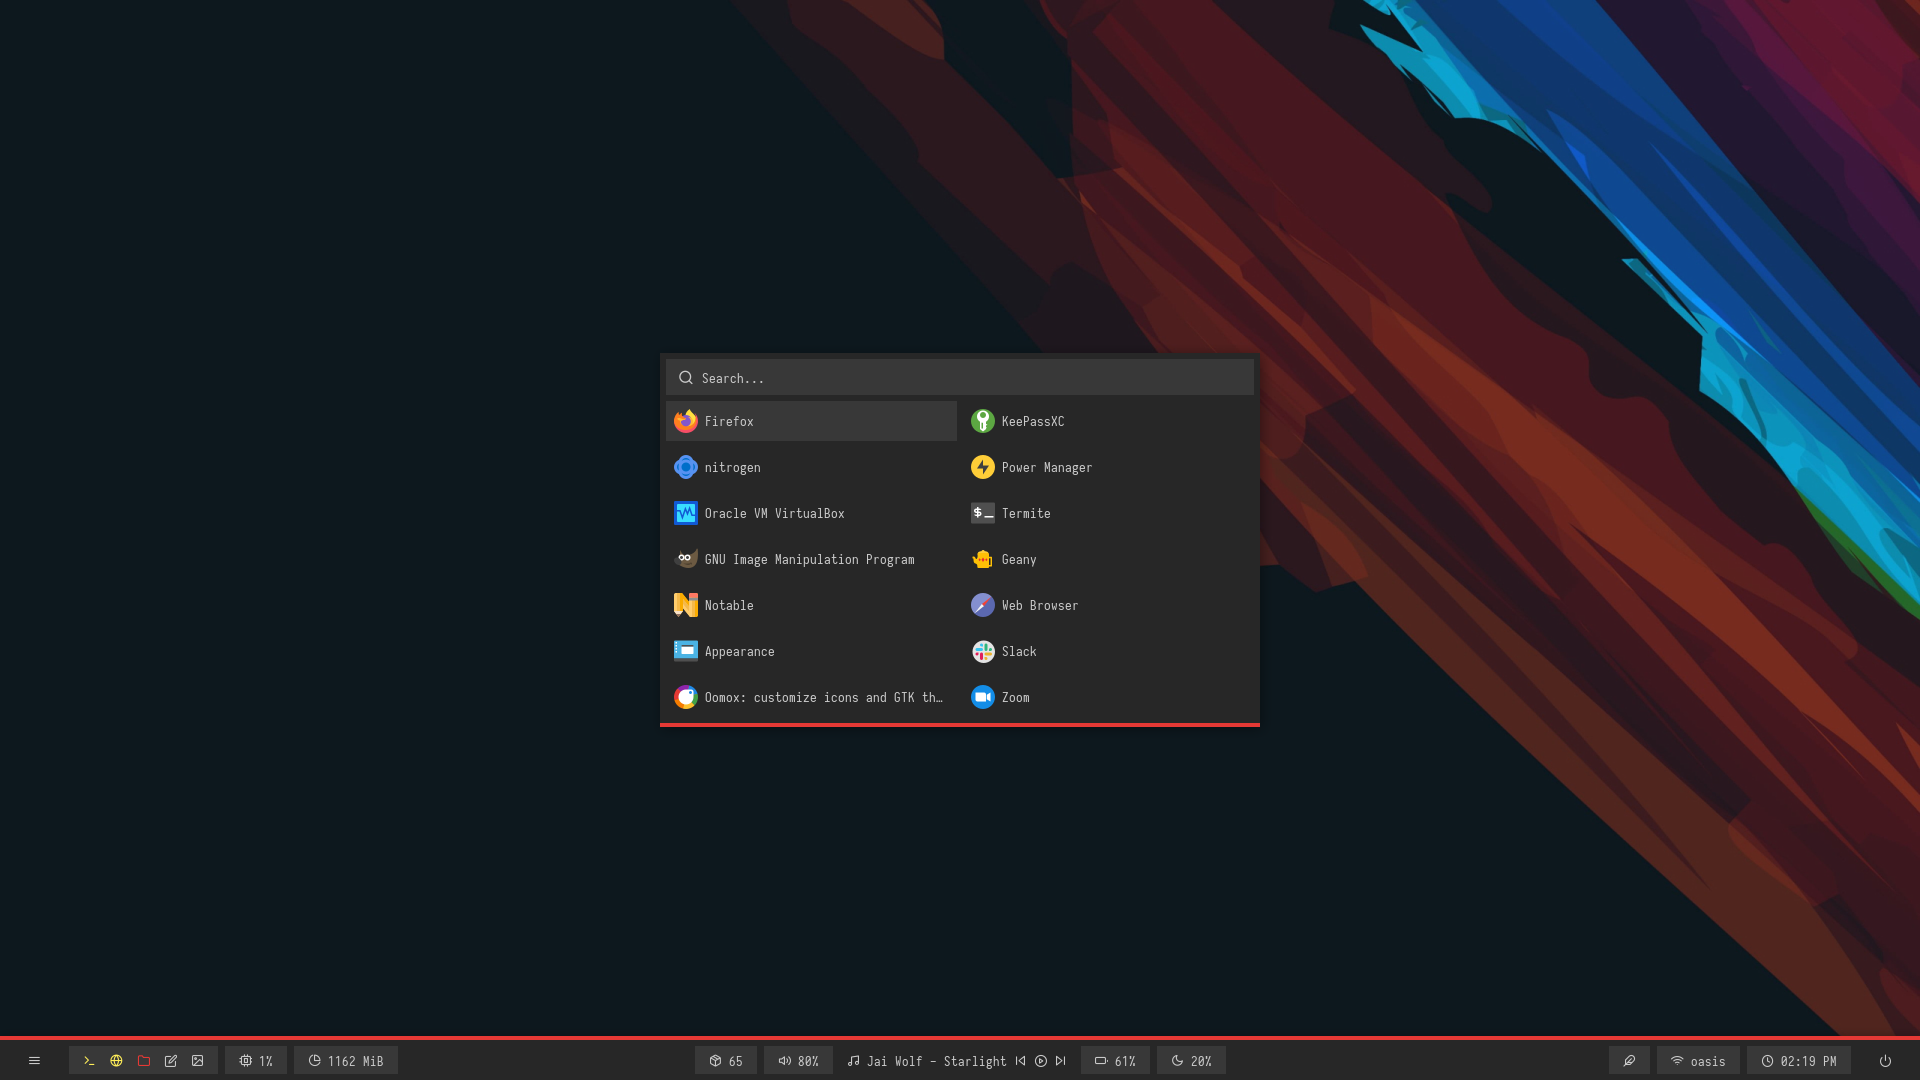 Search...
Firefox
KeePassXC
nitrogen
Power Manager
Oracle VM VirtualBox
$_ Termite
GNU Image Manipulation Program
Geany
Notable
Web Browser
Appearance
Slack
Oomox: customize icons and GTK th…
Zoom
1% 1162 MiB 65 80% Jai Wolf - Starlight 61% 20% oasis 02:19 PM